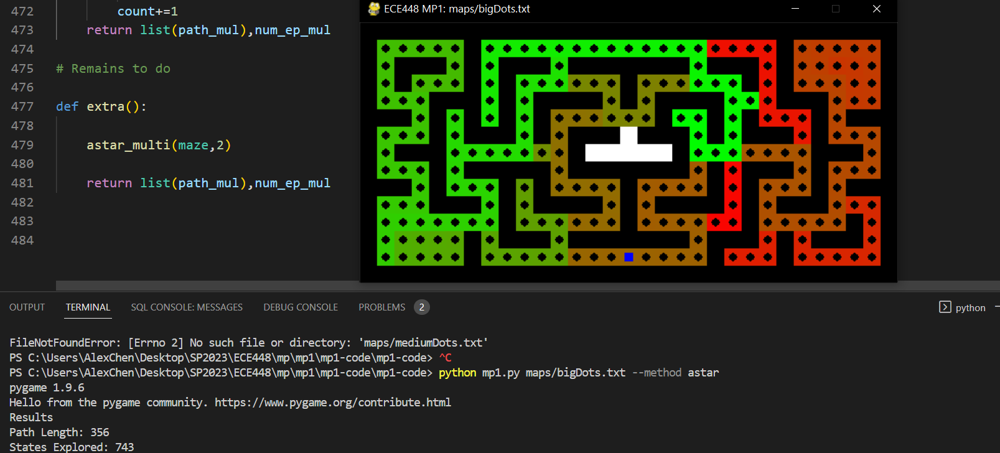 472 count+=1
473 return list(path_mul),num_ep_mul
474
475 # Remains to do
476
477 def extra():
478
479 astar_multi(maze,2)
480
481 return list(path_mul),num_ep_mul
482
483
484
ECE448 MP1: maps/bigDots.txt
OUTPUT TERMINAL SQL CONSOLE: MESSAGES DEBUG CONSOLE PROBLEMS 2 python
FileNotFoundError: [Errno 2] No such file or directory: 'maps/mediumDots.txt'
PS C:\Users\AlexChen\Desktop\SP2023\ECE448\mp\mp1\mp1-code\mp1-code> ^C
PS C:\Users\AlexChen\Desktop\SP2023\ECE448\mp\mp1\mp1-code\mp1-code> python mp1.py maps/bigDots.txt --method astar
pygame 1.9.6
Hello from the pygame community. https://www.pygame.org/contribute.html
Results
Path Length: 356
States Explored: 743